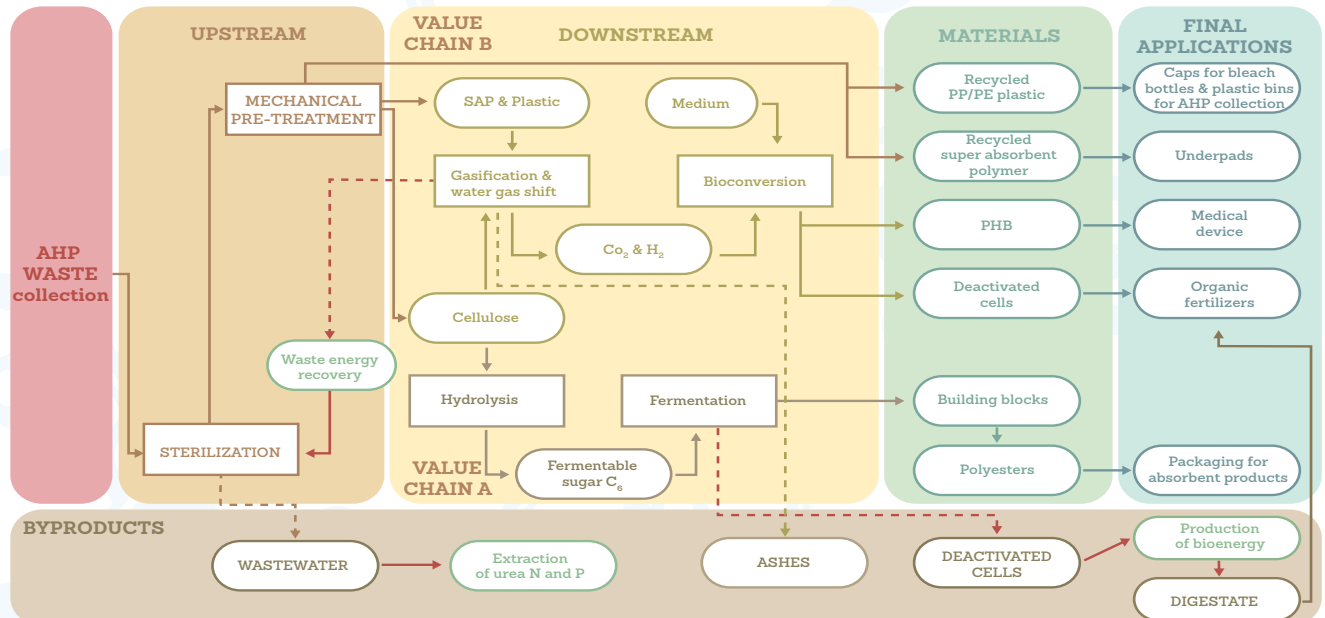 AHP
WASTE
collection
UPSTREAM
MECHANICAL
PRE-TREATMENT
Waste energy
recovery
STERILIZATION
VALUE
CHAIN B
DOWNSTREAM
SAP & Plastic
Medium
Gasification &
water gas shift
Bioconversion
Co₂ & H₂
Cellulose
Hydrolysis
Fermentation
VALUE
CHAIN A
Fermentable
sugar C₆
MATERIALS
Recycled
PP/PE plastic
Recycled
super absorbent
polymer
PHB
Deactivated
cells
Building blocks
Polyesters
FINAL
APPLICATIONS
Caps for bleach
bottles & plastic bins
for AHP collection
Underpads
Medical
device
Organic
fertilizers
Packaging for
absorbent products
BYPRODUCTS
WASTEWATER
Extraction
of urea N and P
ASHES
DEACTIVATED
CELLS
Production
of bioenergy
DIGESTATE